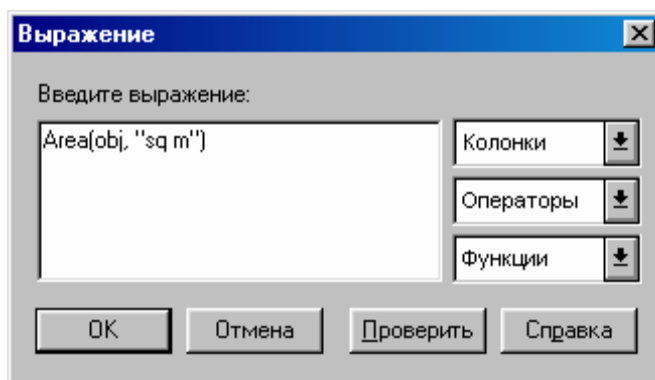 Выражение
Введите выражение:
Area(obj, "sq m")
Колонки
Операторы
Функции
OK
Отмена
Проверить
Справка